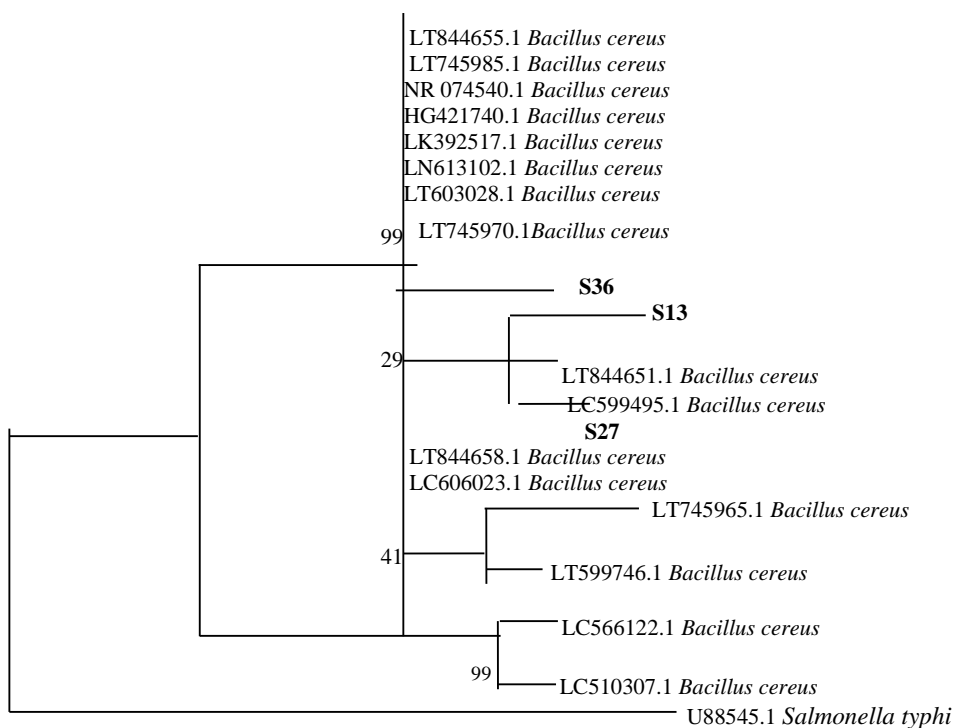 LT844655.1 Bacillus cereus
LT745985.1 Bacillus cereus
NR 074540.1 Bacillus cereus
HG421740.1 Bacillus cereus
LK392517.1 Bacillus cereus
LN613102.1 Bacillus cereus
LT603028.1 Bacillus cereus
99 LT745970.1Bacillus cereus
S36
S13
29
LT844651.1 Bacillus cereus
LC599495.1 Bacillus cereus
S27
LT844658.1 Bacillus cereus
LC606023.1 Bacillus cereus
LT745965.1 Bacillus cereus
41
LT599746.1 Bacillus cereus
LC566122.1 Bacillus cereus
99
LC510307.1 Bacillus cereus
U88545.1 Salmonella typhi